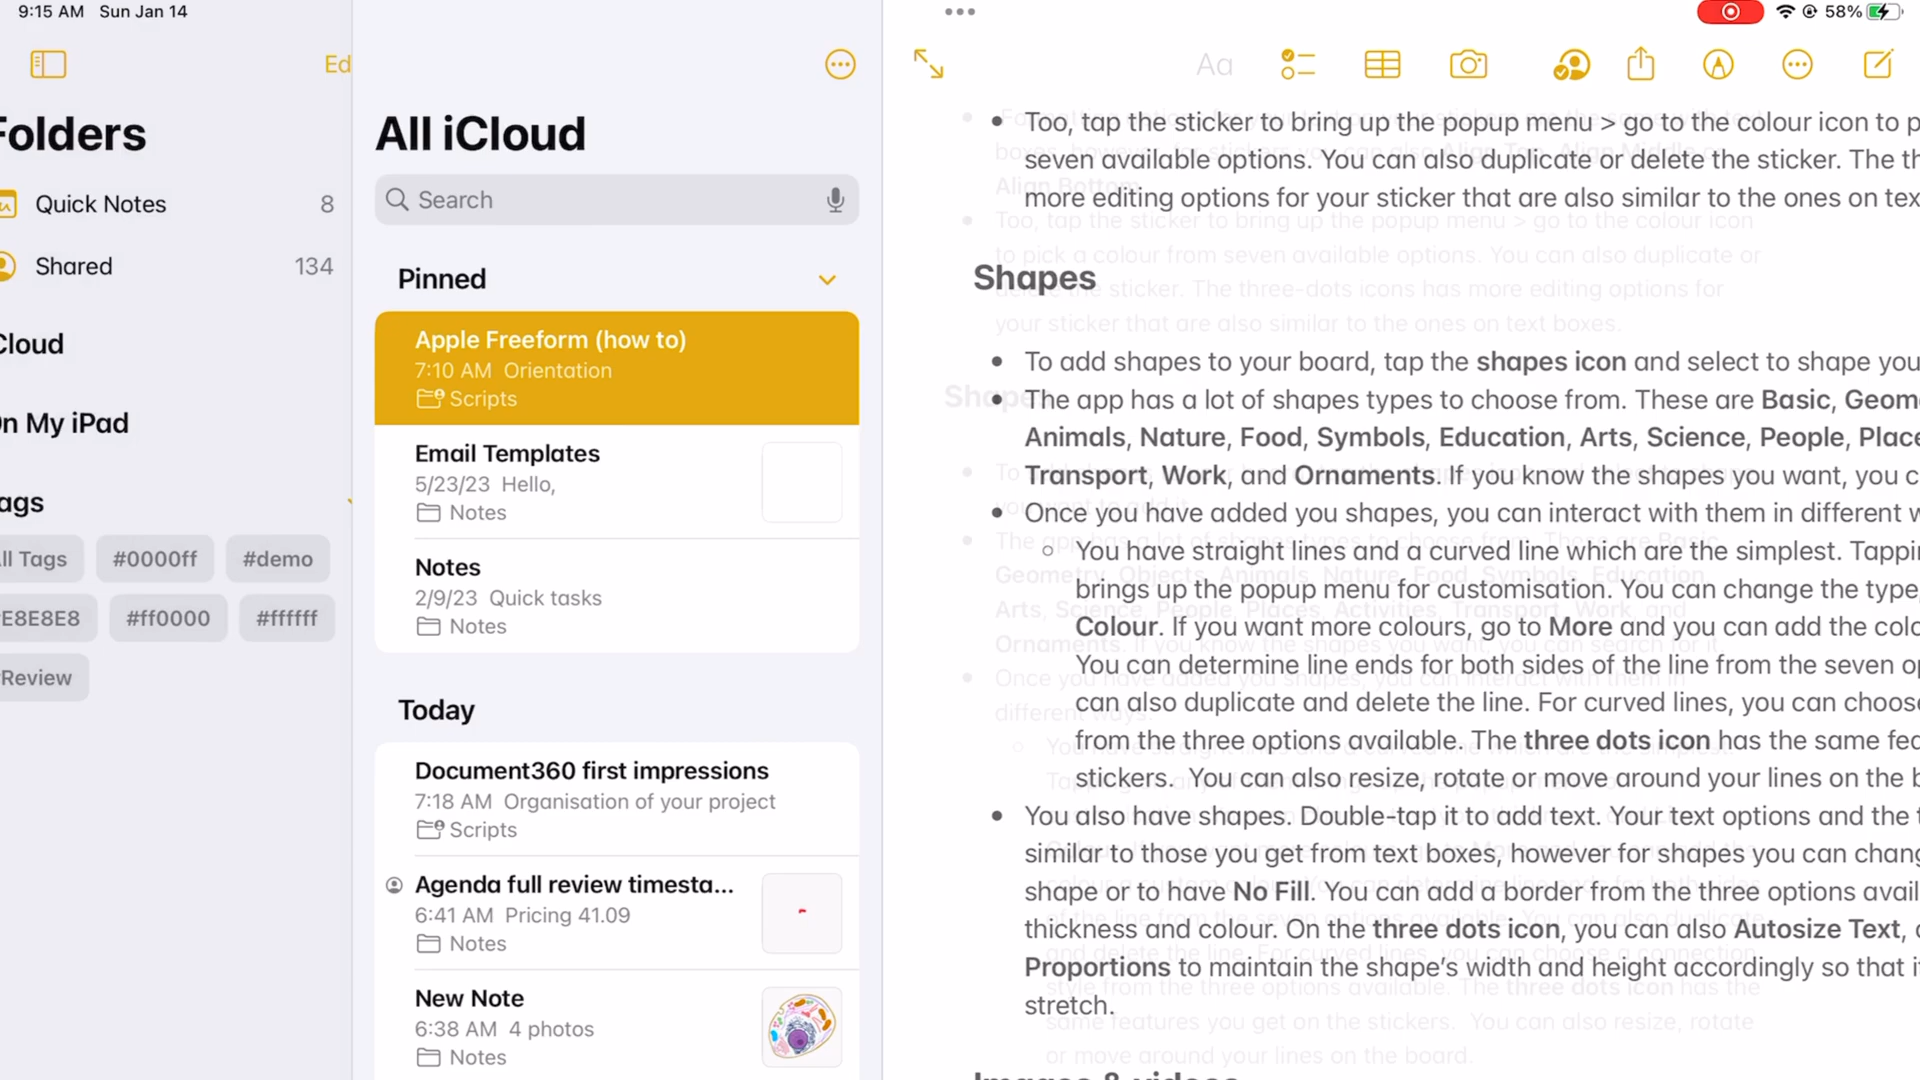 9:15 AM Sun Jan 14
58%
Ed
Folders
Quick Notes 8
Shared 134
Cloud
On My iPad
ags
ll Tags #0000ff #demo
E8E8E8 #ff0000 #ffffff
Review
All iCloud
Search
Pinned
Apple Freeform (how to)
7:10 AM Orientation
Scripts
Email Templates
5/23/23 Hello,
Notes
Notes
2/9/23 Quick tasks
Notes
Today
Document360 first impressions
7:18 AM Organisation of your project
Scripts
Agenda full review timesta...
6:41 AM Pricing 41.09
Notes
New Note
6:38 AM 4 photos
Notes
Aa
Too, tap the sticker to bring up the popup menu > go to the colour icon to p
seven available options. You can also duplicate or delete the sticker. The th
more editing options for your sticker that are also similar to the ones on tex
Shapes
To add shapes to your board, tap the shapes icon and select to shape you
The app has a lot of shapes types to choose from. These are Basic, Geom
Animals, Nature, Food, Symbols, Education, Arts, Science, People, Place
Transport, Work, and Ornaments. If you know the shapes you want, you c
Once you have added you shapes, you can interact with them in different w
You have straight lines and a curved line which are the simplest. Tappin
brings up the popup menu for customisation. You can change the type,
Colour. If you want more colours, go to More and you can add the colo
You can determine line ends for both sides of the line from the seven op
can also duplicate and delete the line. For curved lines, you can choose
from the three options available. The three dots icon has the same fea
stickers. You can also resize, rotate or move around your lines on the b
You also have shapes. Double-tap it to add text. Your text options and the t
similar to those you get from text boxes, however for shapes you can chang
shape or to have No Fill. You can add a border from the three options avail
thickness and colour. On the three dots icon, you can also Autosize Text,
Proportions to maintain the shape's width and height accordingly so that i
stretch.
Images & videos